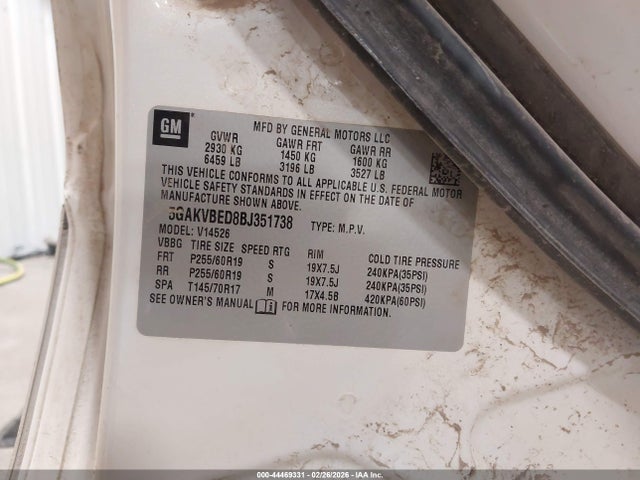 GM
MFD BY GENERAL MOTORS LLC
GVWR GAWR FRT GAWR RR
2930 KG 1450 KG 1600 KG
6459 LB 3196 LB 3527 LB
THIS VEHICLE CONFORMS TO ALL APPLICABLE U.S. FEDERAL MOTOR
VEHICLE SAFETY STANDARDS IN EFFECT ON THE DATE OF
MANUFACTURE SHOWN ABOVE.
5GAKVBED8BJ351738 TYPE: M.P.V.
MODEL: V14526
VBBG TIRE SIZE SPEED RTG RIM COLD TIRE PRESSURE
FRT P255/60R19 S 19X7.5J 240KPA(35PSI)
RR P255/60R19 S 19X7.5J 240KPA(35PSI)
SPA T145/70R17 M 17X4.5B 420KPA(60PSI)
SEE OWNER'S MANUAL FOR MORE INFORMATION.
000-44469331 - 02/26/2026 - IAAI.COM